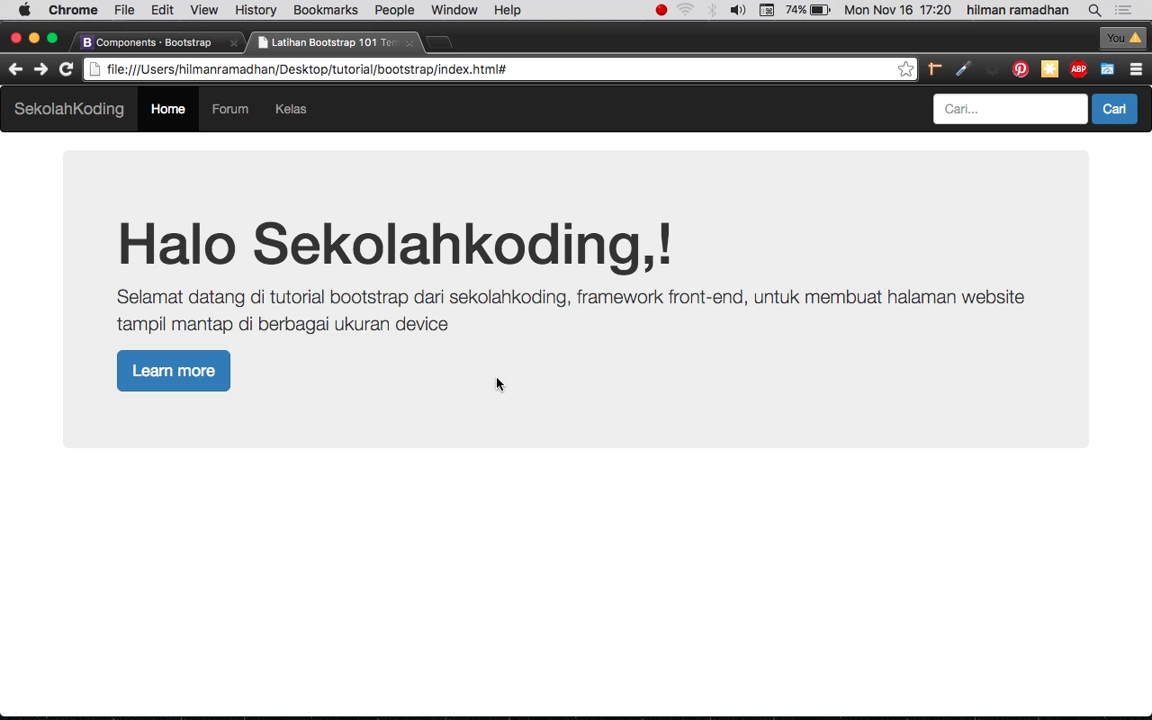 Chrome File Edit View History Bookmarks People Window Help 74% Mon Nov 16 17:20 hilman ramadhan
B Components · Bootstrap Latihan Bootstrap 101 Tem You
file:///Users/hilmanramadhan/Desktop/tutorial/bootstrap/index.html# ABP
SekolahKoding Home Forum Kelas Cari... Cari
Halo Sekolahkoding,!
Selamat datang di tutorial bootstrap dari sekolahkoding, framework front-end, untuk membuat halaman website
tampil mantap di berbagai ukuran device
Learn more